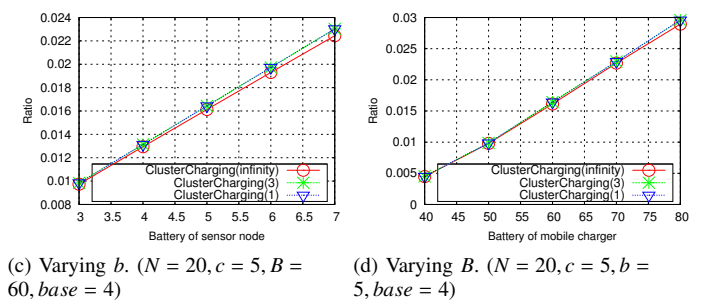 0.024
0.022
0.02
0.018
0.016
0.014
0.012
0.01
0.008
Ratio
ClusterCharging(infinity)
ClusterCharging(3)
ClusterCharging(1)
3 3.5 4 4.5 5 5.5 6 6.5 7
Battery of sensor node
(c) Varying b. (N = 20, c = 5, B =
60, base = 4)
0.03
0.025
0.02
0.015
0.01
0.005
0
Ratio
ClusterCharging(infinity)
ClusterCharging(3)
ClusterCharging(1)
40 45 50 55 60 65 70 75 80
Battery of mobile charger
(d) Varying B. (N = 20, c = 5, b =
5, base = 4)